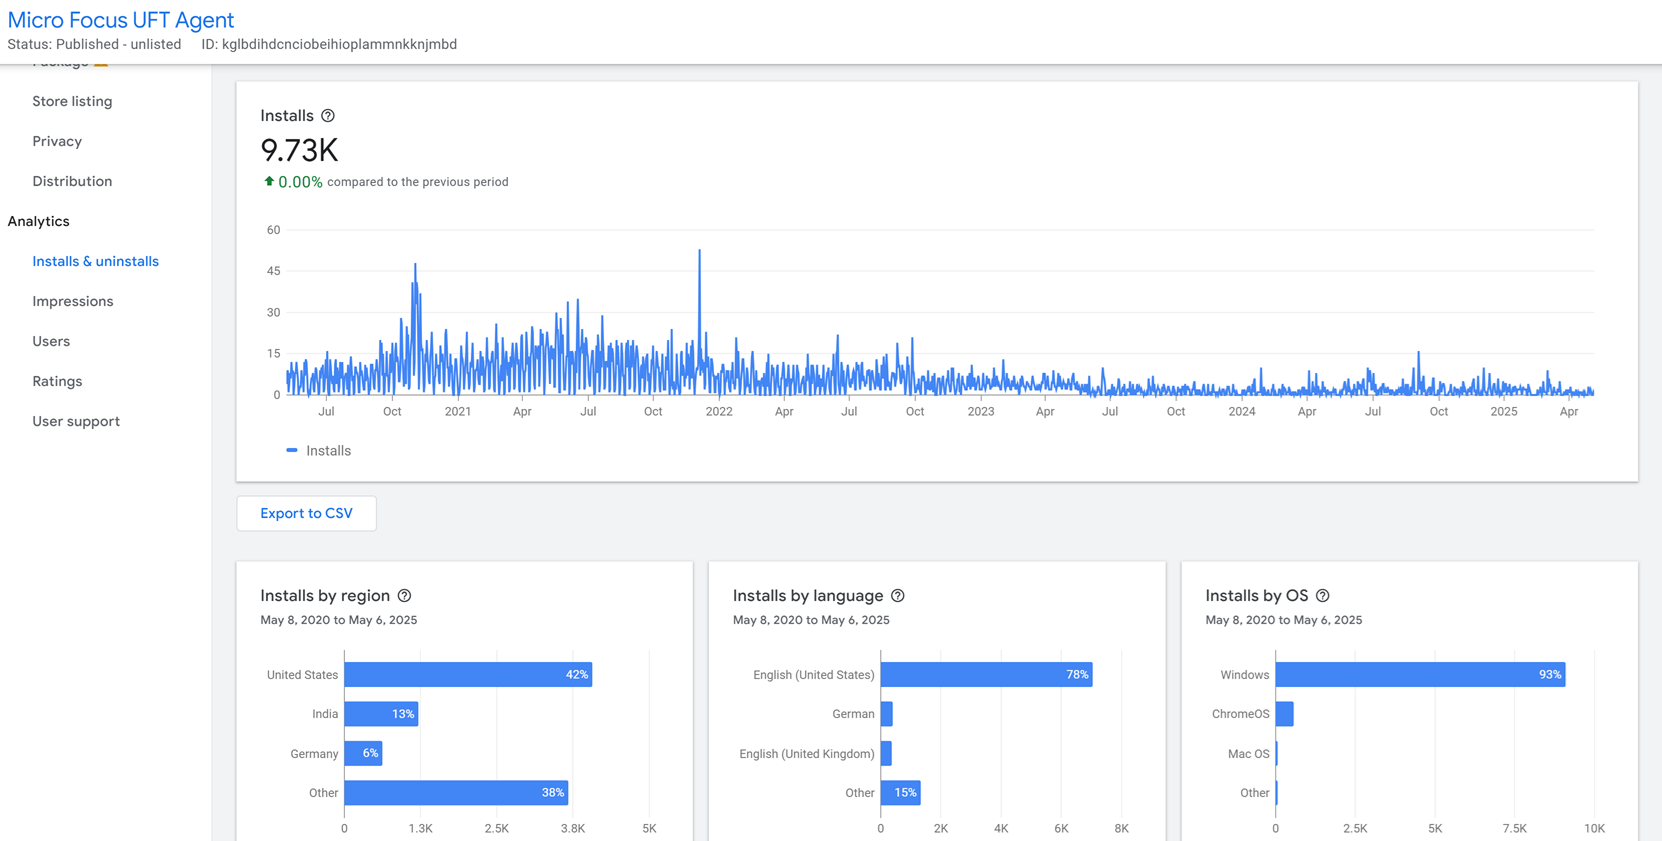 Micro Focus UFT Agent
Status: Published - unlisted ID: kglbdihdcnciobeihioplammnkknjmbd
Package
Store listing
Privacy
Distribution
Analytics
Installs & uninstalls
Impressions
Users
Ratings
User support
Installs
9.73K
0.00% compared to the previous period
60
45
30
15
0
Jul Oct 2021 Apr Jul Oct 2022 Apr Jul Oct 2023 Apr Jul Oct 2024 Apr Jul Oct 2025 Apr
Installs
Export to CSV
Installs by region
May 8, 2020 to May 6, 2025
United States 42%
India 13%
Germany 6%
Other 38%
0 1.3K 2.5K 3.8K 5K
Installs by language
May 8, 2020 to May 6, 2025
English (United States) 78%
German
English (United Kingdom)
Other 15%
0 2K 4K 6K 8K
Installs by OS
May 8, 2020 to May 6, 2025
Windows 93%
ChromeOS
Mac OS
Other
0 2.5K 5K 7.5K 10K